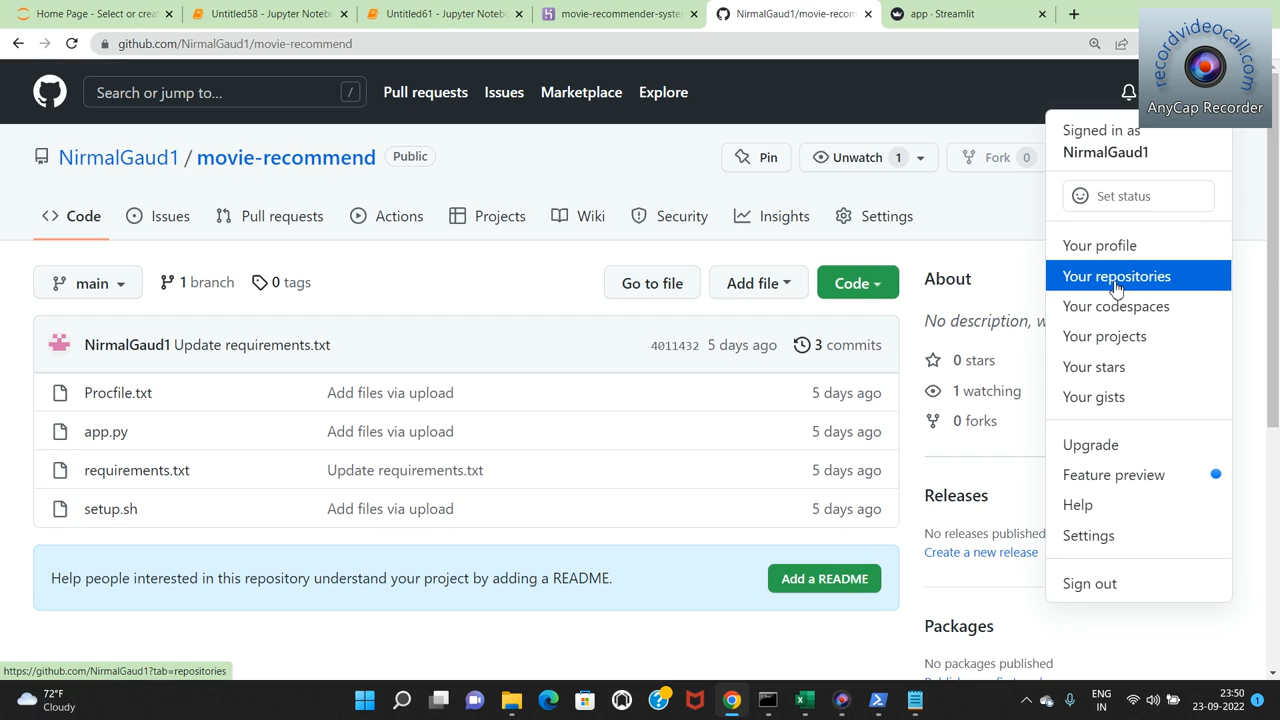 Home Page - Select or crea
Untitled58 - Jupyter Notebo
Untitled61 - Jupyter Notebo
movie-recommender-syste
NirmalGaud1/movie-recom
app · Streamlit
github.com/NirmalGaud1/movie-recommend
recordvideocall.com
AnyCap Recorder
Search or jump to... /
Pull requests Issues Marketplace Explore
Signed in as
NirmalGaud1
NirmalGaud1 / movie-recommend Public
Pin Unwatch 1 Fork 0
Set status
Code Issues Pull requests Actions Projects Wiki Security Insights Settings
Your profile
Your repositories
Your codespaces
Your projects
Your stars
Your gists
Upgrade
Feature preview
Help
Settings
Sign out
main 1 branch 0 tags Go to file Add file Code
NirmalGaud1 Update requirements.txt 4011432 5 days ago 3 commits
Procfile.txt Add files via upload 5 days ago
app.py Add files via upload 5 days ago
requirements.txt Update requirements.txt 5 days ago
setup.sh Add files via upload 5 days ago
Help people interested in this repository understand your project by adding a README. Add a README
About
No description, w
0 stars
1 watching
0 forks
Releases
No releases published
Create a new release
Packages
No packages published
https://github.com/NirmalGaud1?tab=repositories
72°F
Cloudy
ENG
IN
23:50
23-09-2022
1